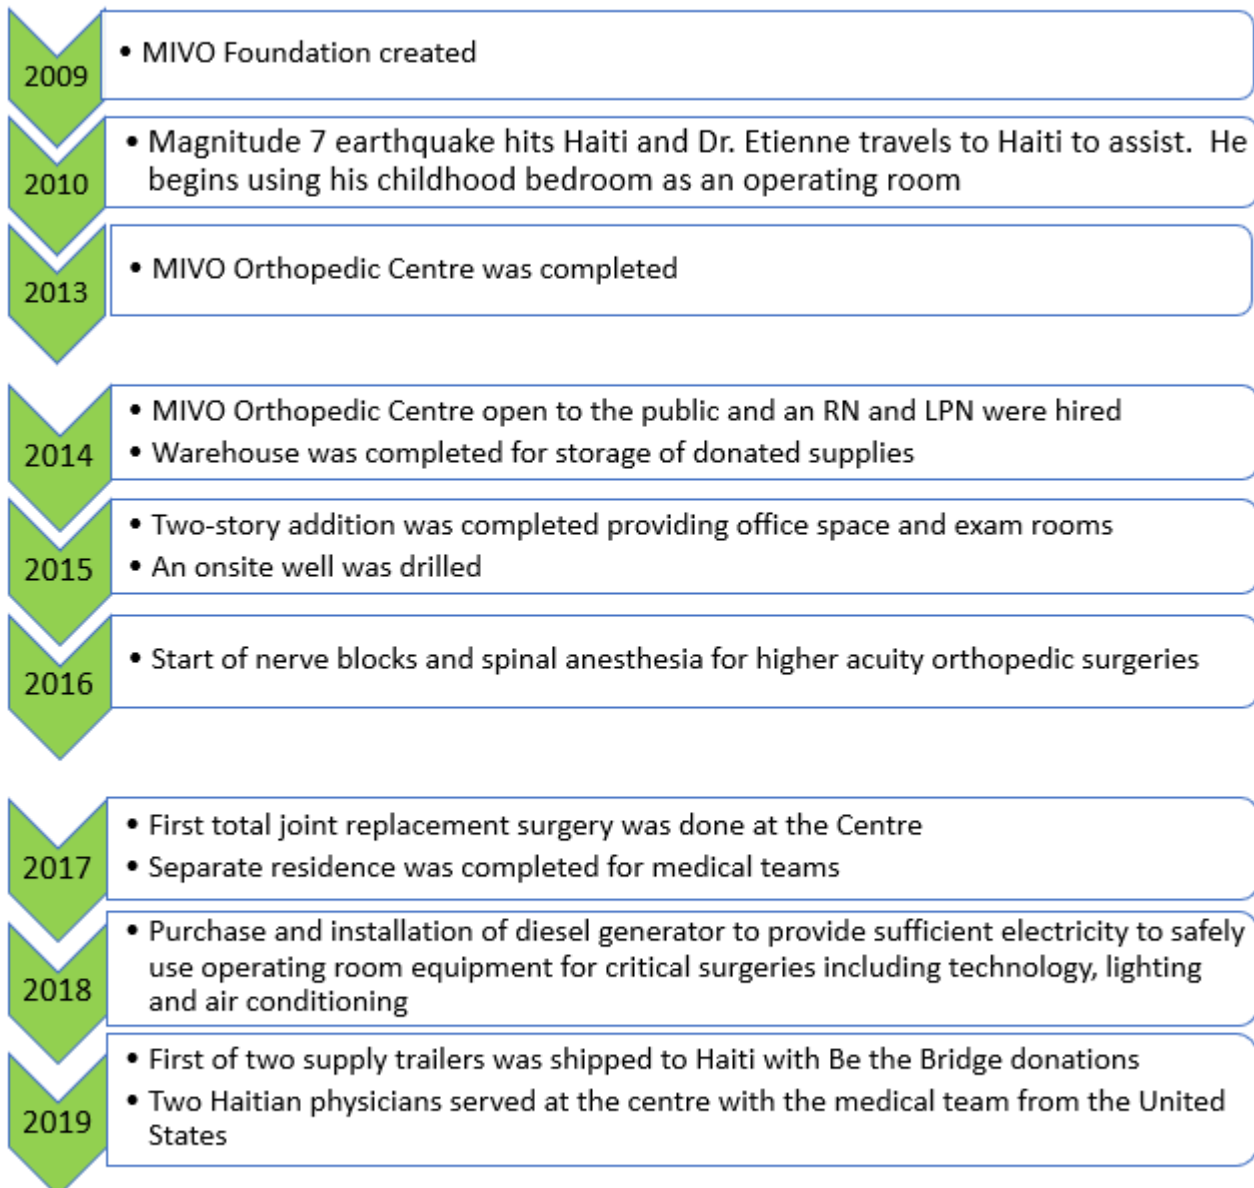 2009
• MIVO Foundation created
2010
• Magnitude 7 earthquake hits Haiti and Dr. Etienne travels to Haiti to assist.  He
begins using his childhood bedroom as an operating room
2013
• MIVO Orthopedic Centre was completed
2014
• MIVO Orthopedic Centre open to the public and an RN and LPN were hired
• Warehouse was completed for storage of donated supplies
2015
• Two-story addition was completed providing office space and exam rooms
• An onsite well was drilled
2016
• Start of nerve blocks and spinal anesthesia for higher acuity orthopedic surgeries
2017
• First total joint replacement surgery was done at the Centre
• Separate residence was completed for medical teams
2018
• Purchase and installation of diesel generator to provide sufficient electricity to safely
use operating room equipment for critical surgeries including technology, lighting
and air conditioning
2019
• First of two supply trailers was shipped to Haiti with Be the Bridge donations
• Two Haitian physicians served at the centre with the medical team from the United
States